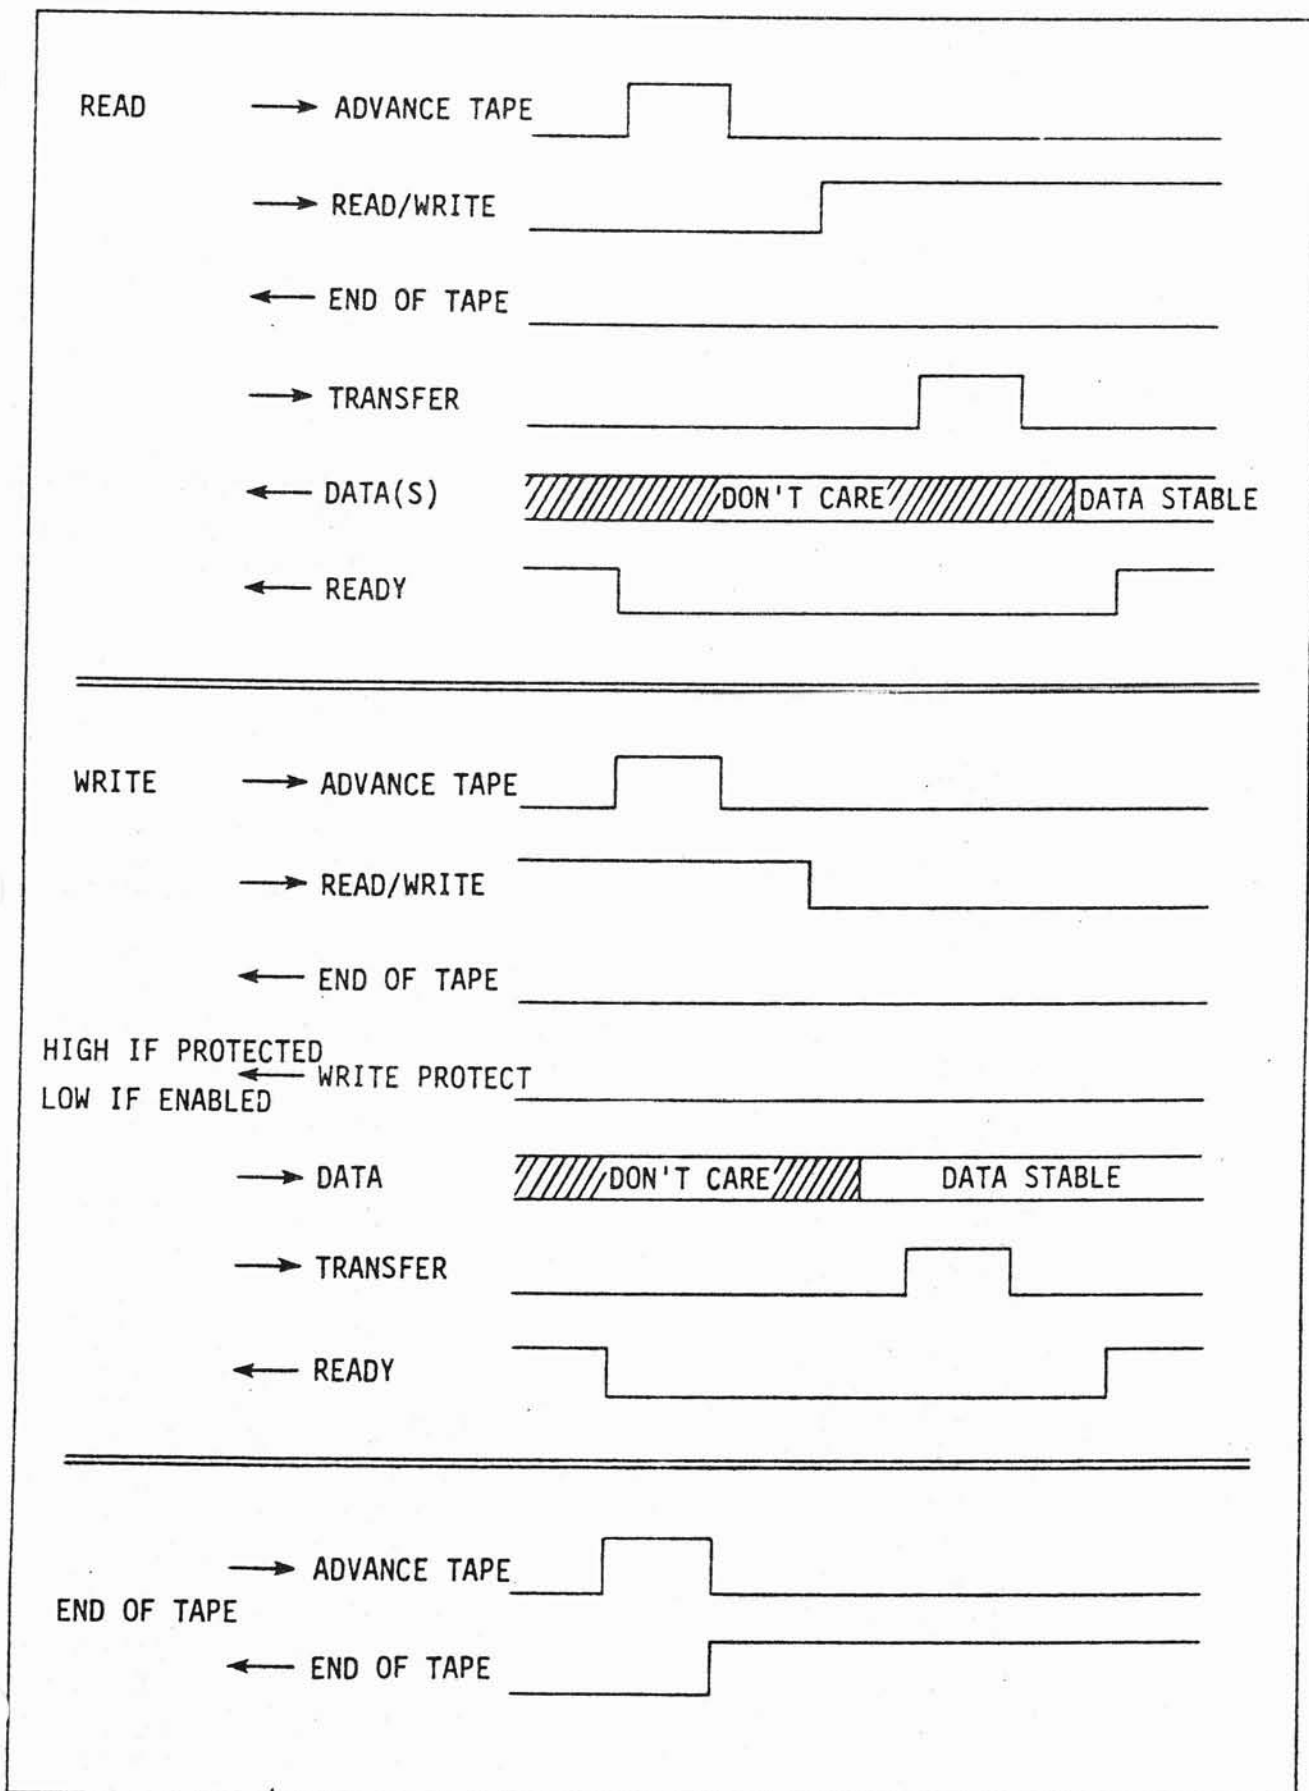 READ → ADVANCE TAPE
→ READ/WRITE
← END OF TAPE
→ TRANSFER
← DATA(S) DON'T CARE DATA STABLE
← READY
WRITE → ADVANCE TAPE
→ READ/WRITE
← END OF TAPE
HIGH IF PROTECTED
← WRITE PROTECT
LOW IF ENABLED
→ DATA DON'T CARE DATA STABLE
→ TRANSFER
← READY
→ ADVANCE TAPE
END OF TAPE
← END OF TAPE